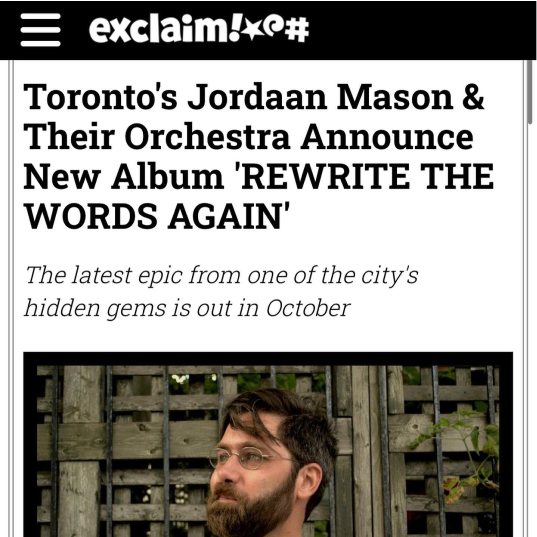 exclaim!★@#
Toronto's Jordaan Mason &
Their Orchestra Announce
New Album 'REWRITE THE
WORDS AGAIN'
The latest epic from one of the city's
hidden gems is out in October